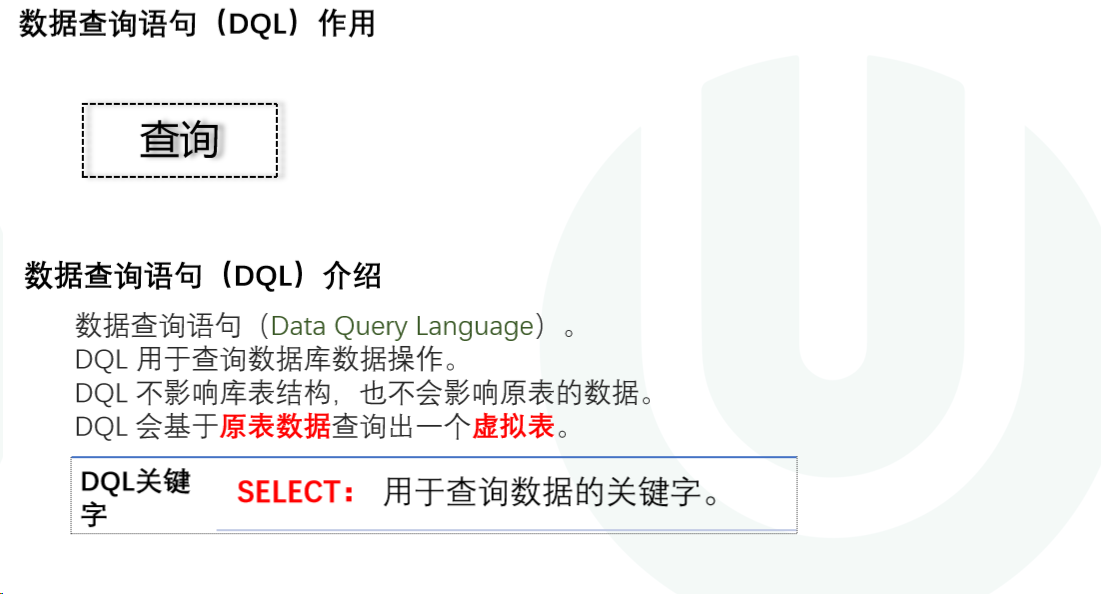 数据查询语句（DQL）作用
查询
数据查询语句（DQL）介绍
数据查询语句（Data Query Language）。
DQL 用于查询数据库数据操作。
DQL 不影响库表结构，也不会影响原表的数据。
DQL 会基于原表数据查询出一个虚拟表。
DQL关键
字
SELECT： 用于查询数据的关键字。